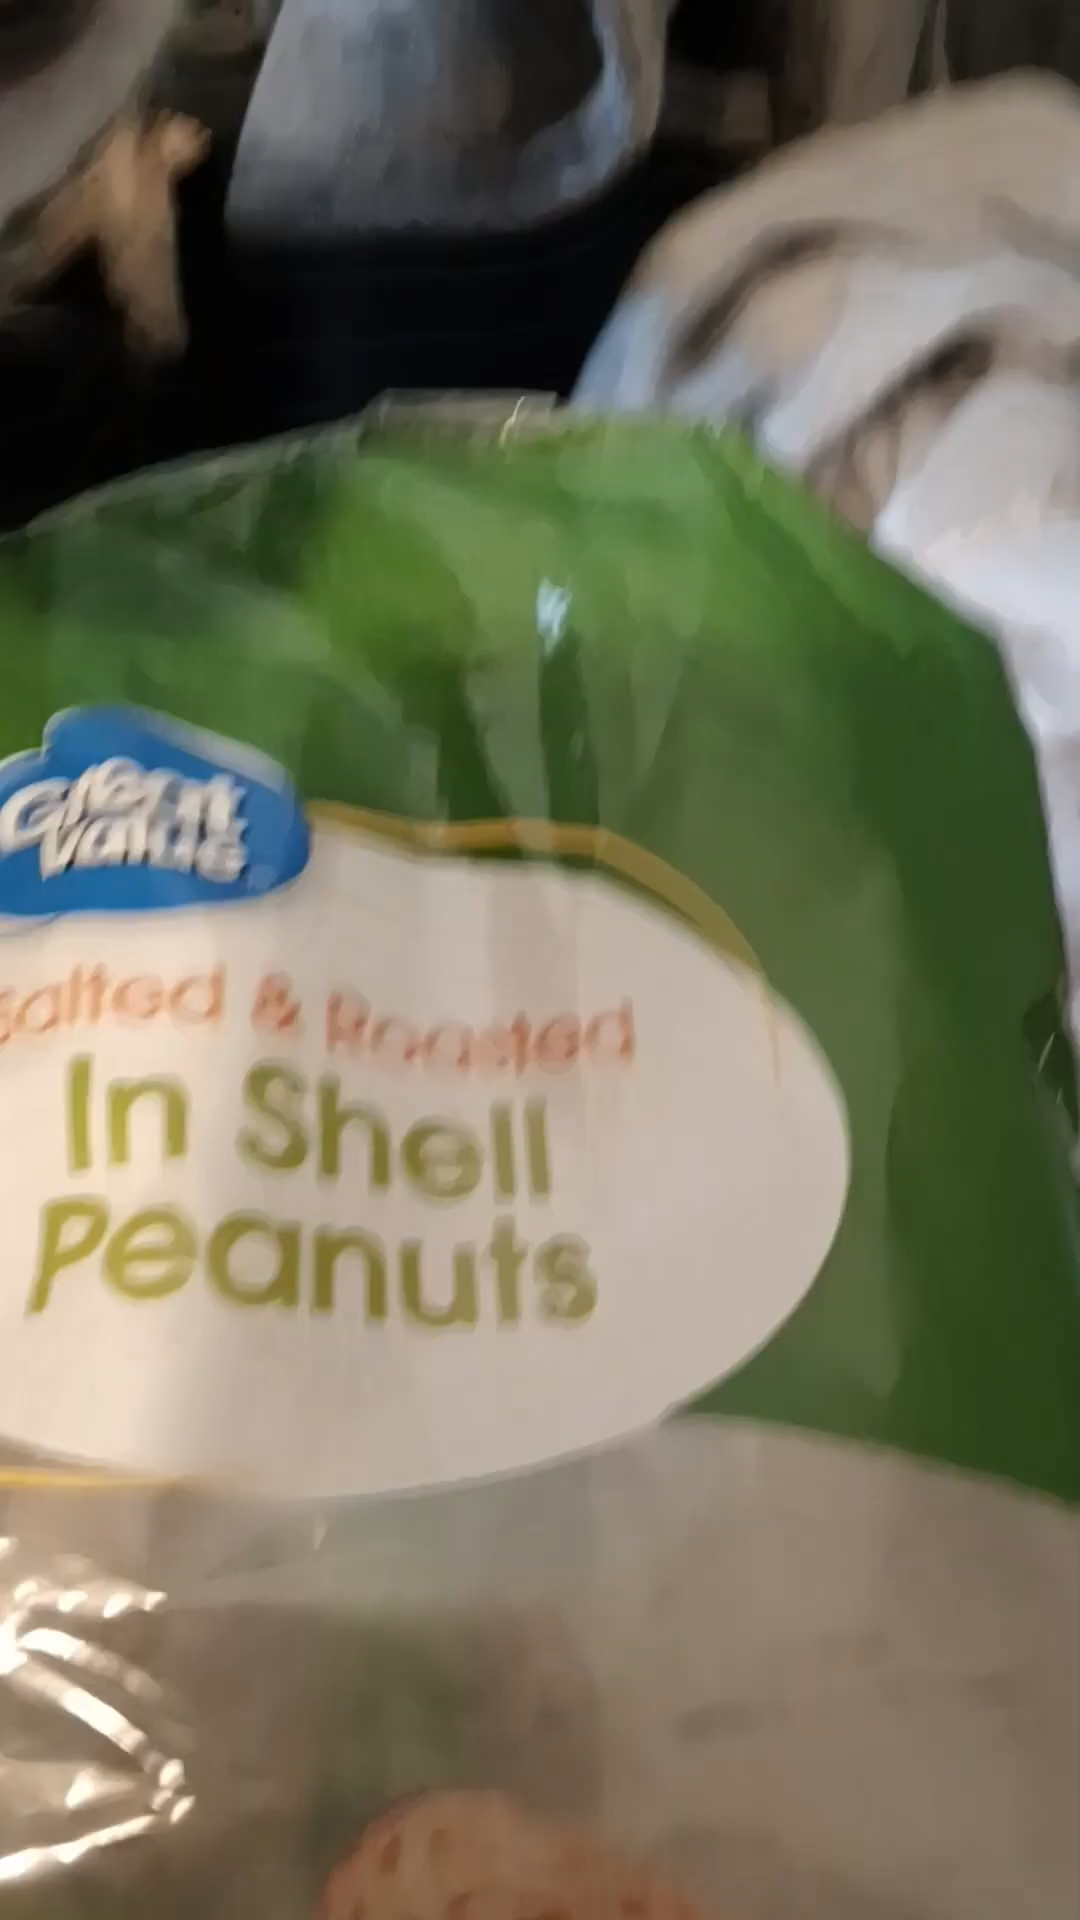 Great
Value
Salted & Roasted
In Shell
Peanuts